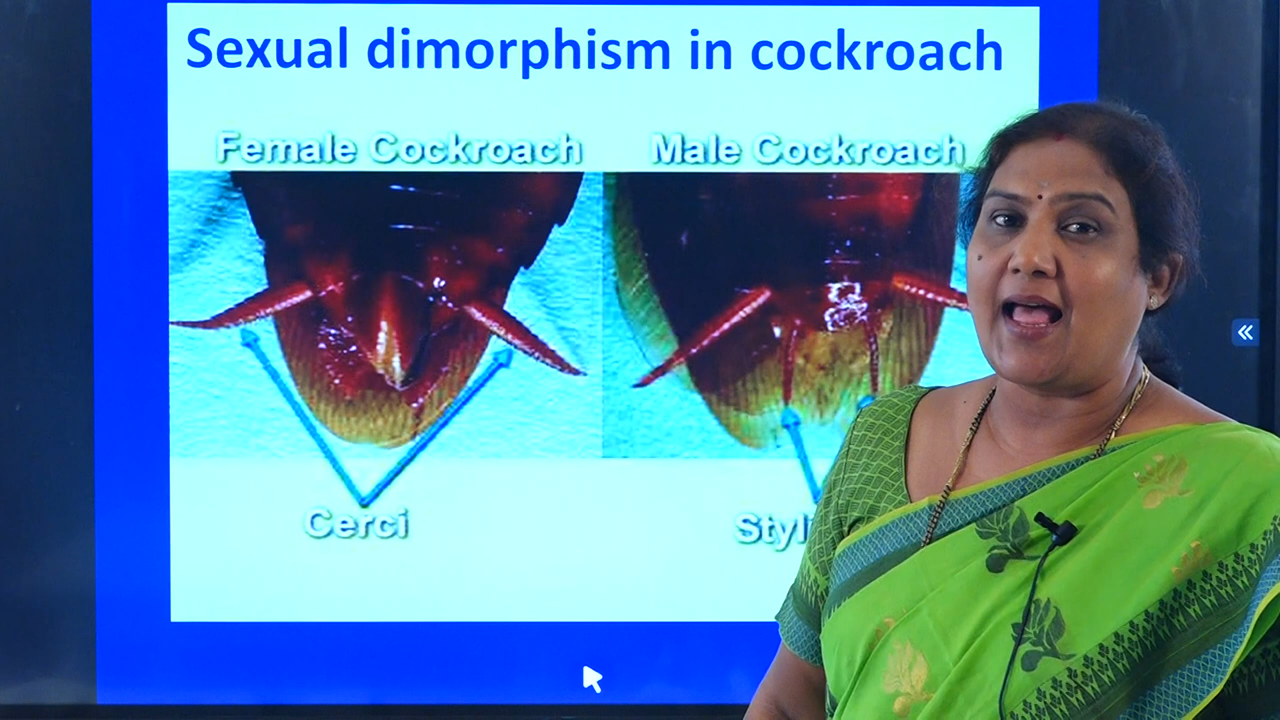 Sexual dimorphism in cockroach
Female Cockroach
Male Cockroach
Cerci